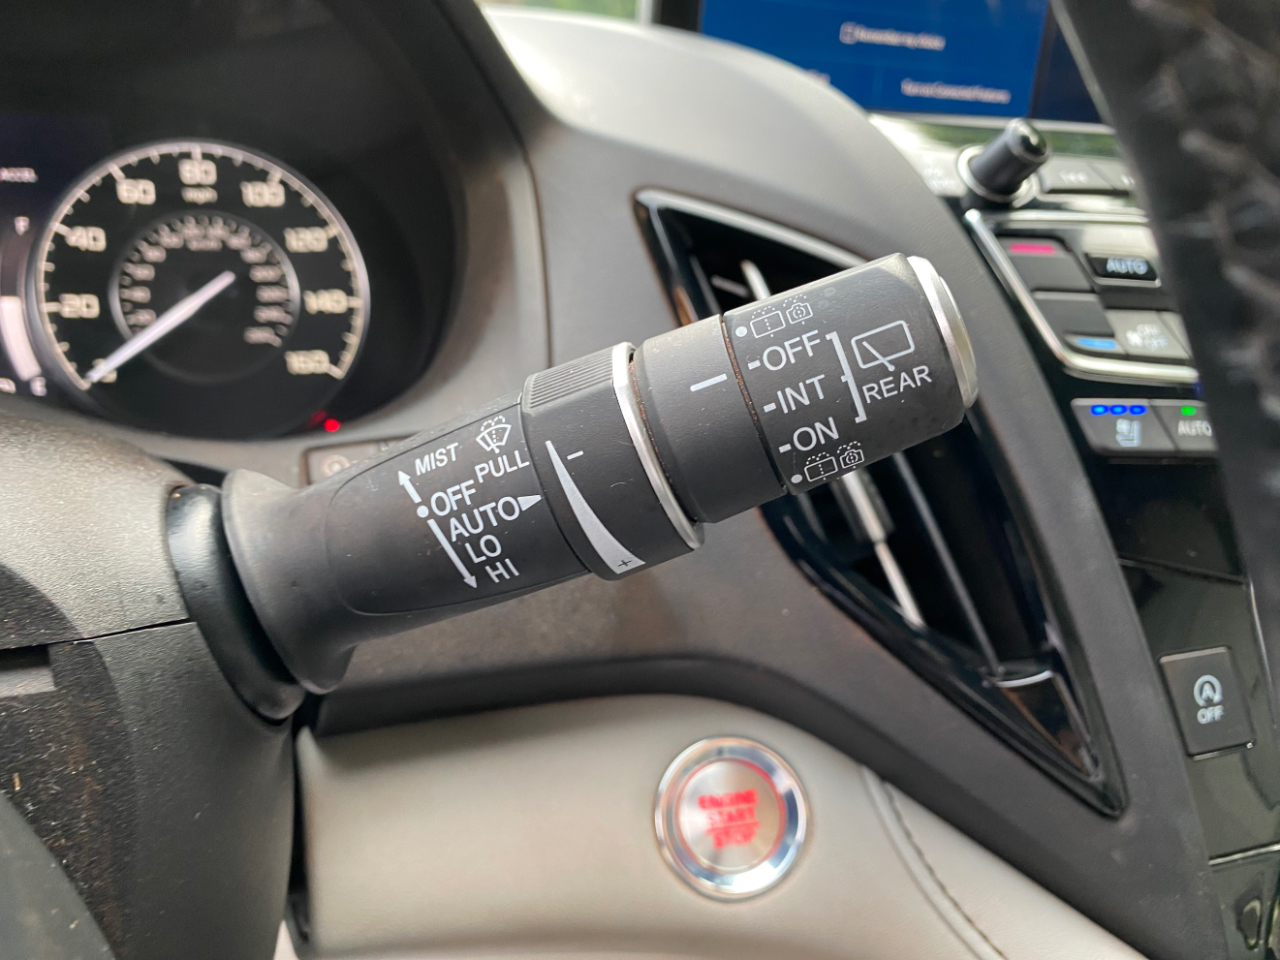 20
40
60
80
mph
100
120
140
160
F
E
MIST
PULL
OFF
AUTO
LO
HI
-
+
OFF
INT
ON
REAR
ENGINE
START
STOP
AUTO
AUTO
OFF